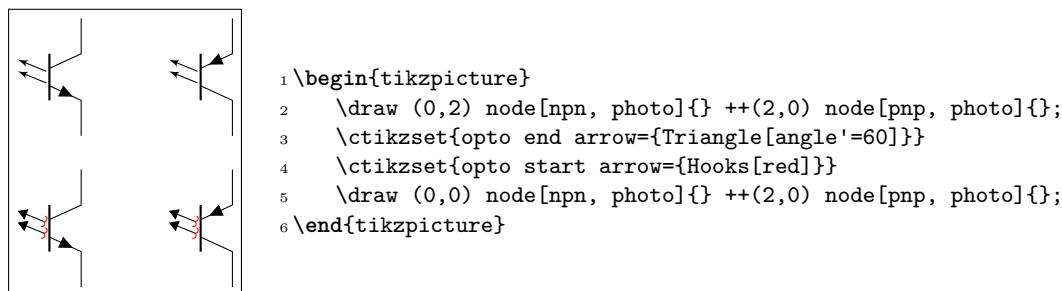 1 \begin{tikzpicture}
2     \draw (0,2) node[npn, photo]{} ++(2,0) node[pnp, photo]{};
3     \ctikzset{opto end arrow={Triangle[angle'=60]}}
4     \ctikzset{opto start arrow={Hooks[red]}}
5     \draw (0,0) node[npn, photo]{} ++(2,0) node[pnp, photo]{};
6 \end{tikzpicture}